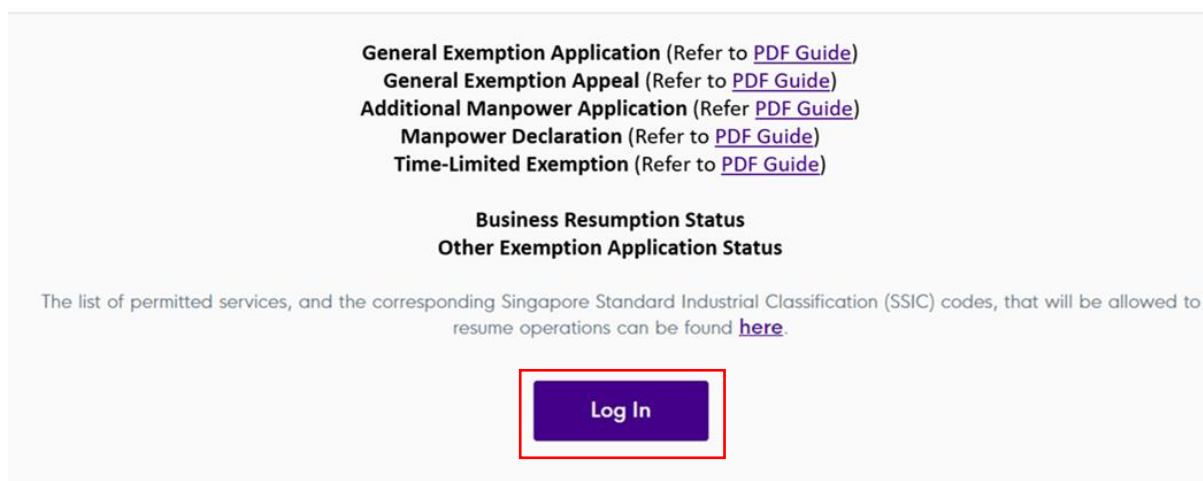 General Exemption Application (Refer to PDF Guide)
General Exemption Appeal (Refer to PDF Guide)
Additional Manpower Application (Refer PDF Guide)
Manpower Declaration (Refer to PDF Guide)
Time-Limited Exemption (Refer to PDF Guide)
Business Resumption Status
Other Exemption Application Status
The list of permitted services, and the corresponding Singapore Standard Industrial Classification (SSIC) codes, that will be allowed to
resume operations can be found here.
Log In